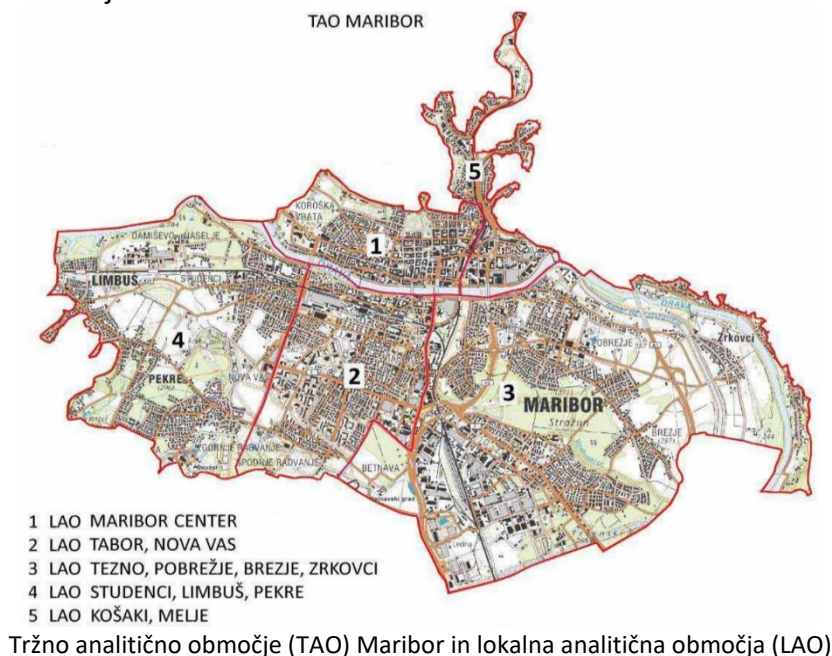 TAO MARIBOR
5
KOROŠKA
VRATA
1
DAMIŠEVO NASELJE
LIMBUŠ
STUDENCI
DRAVA
Zrkovci
POBREŽJE
4
2
3
PEKRE
NOVA VAS
MARIBOR
Stražun
BREZJE
ZGORNJE RADVANJE
SPODNJE RADVANJE
BETNAVA
Betnavski grad
1 LAO MARIBOR CENTER
2 LAO TABOR, NOVA VAS
3 LAO TEZNO, POBREŽJE, BREZJE, ZRKOVCI
4 LAO STUDENCI, LIMBUŠ, PEKRE
5 LAO KOŠAKI, MELJE
Tržno analitično območje (TAO) Maribor in lokalna analitična območja (LAO)